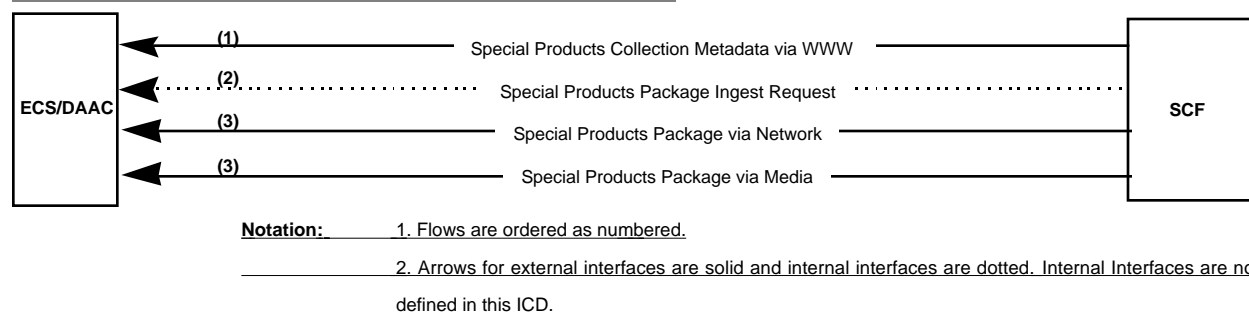 (1)
Special Products Collection Metadata via WWW
(2)
Special Products Package Ingest Request
ECS/DAAC
SCF
(3)
Special Products Package via Network
(3)
Special Products Package via Media
Notation: 1. Flows are ordered as numbered.
2. Arrows for external interfaces are solid and internal interfaces are dotted. Internal Interfaces are
defined in this ICD.